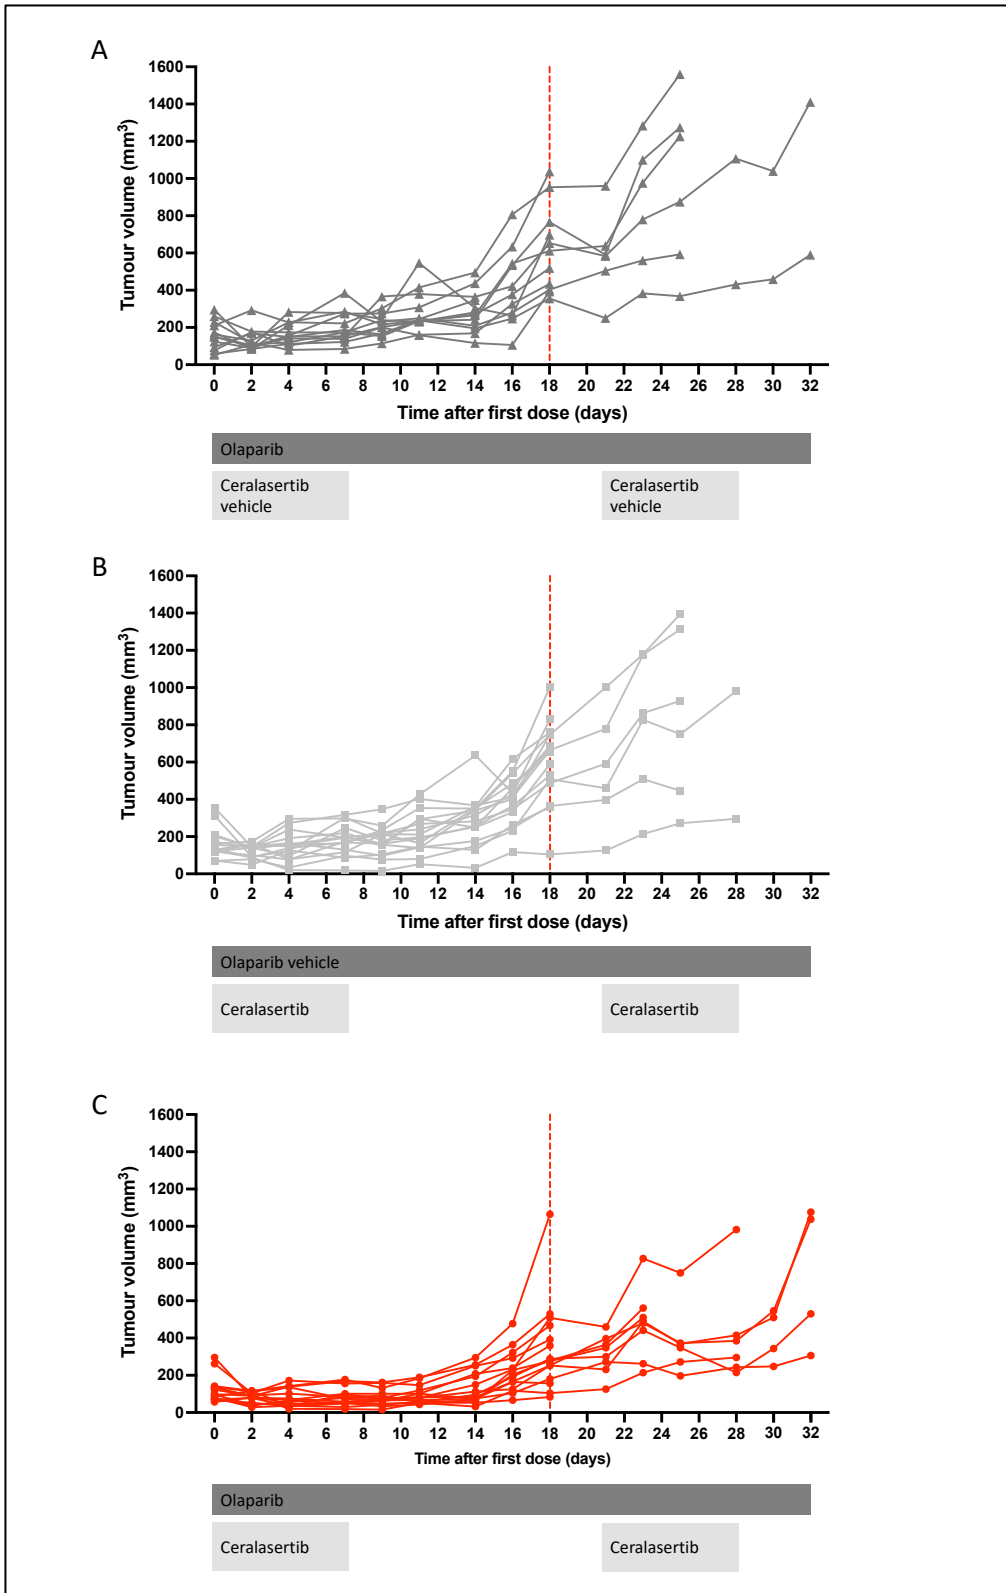 A
Tumour volume (mm³)
1600
1400
1200
1000
800
600
400
200
0
0 2 4 6 8 10 12 14 16 18 20 22 24 26 28 30 32
Time after first dose (days)
Olaparib
Ceralasertib Ceralasertib
vehicle vehicle
B
Tumour volume (mm³)
1600
1400
1200
1000
800
600
400
200
0
0 2 4 6 8 10 12 14 16 18 20 22 24 26 28 30 32
Time after first dose (days)
Olaparib vehicle
Ceralasertib Ceralasertib
C
Tumour volume (mm³)
1600
1400
1200
1000
800
600
400
200
0
0 2 4 6 8 10 12 14 16 18 20 22 24 26 28 30 32
Time after first dose (days)
Olaparib
Ceralasertib Ceralasertib